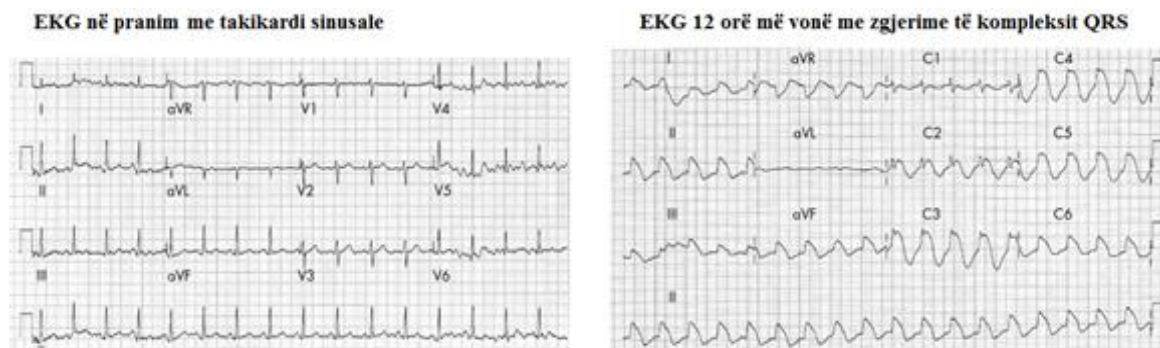 EKG në pranim me takikardi sinusale
I aVR V1 V4
II aVL V2 V5
III aVF V3 V6
EKG 12 orë më vonë me zgjerime të kompleksit QRS
I aVR C1 C4
II aVL C2 C5
III aVF C3 C6
II